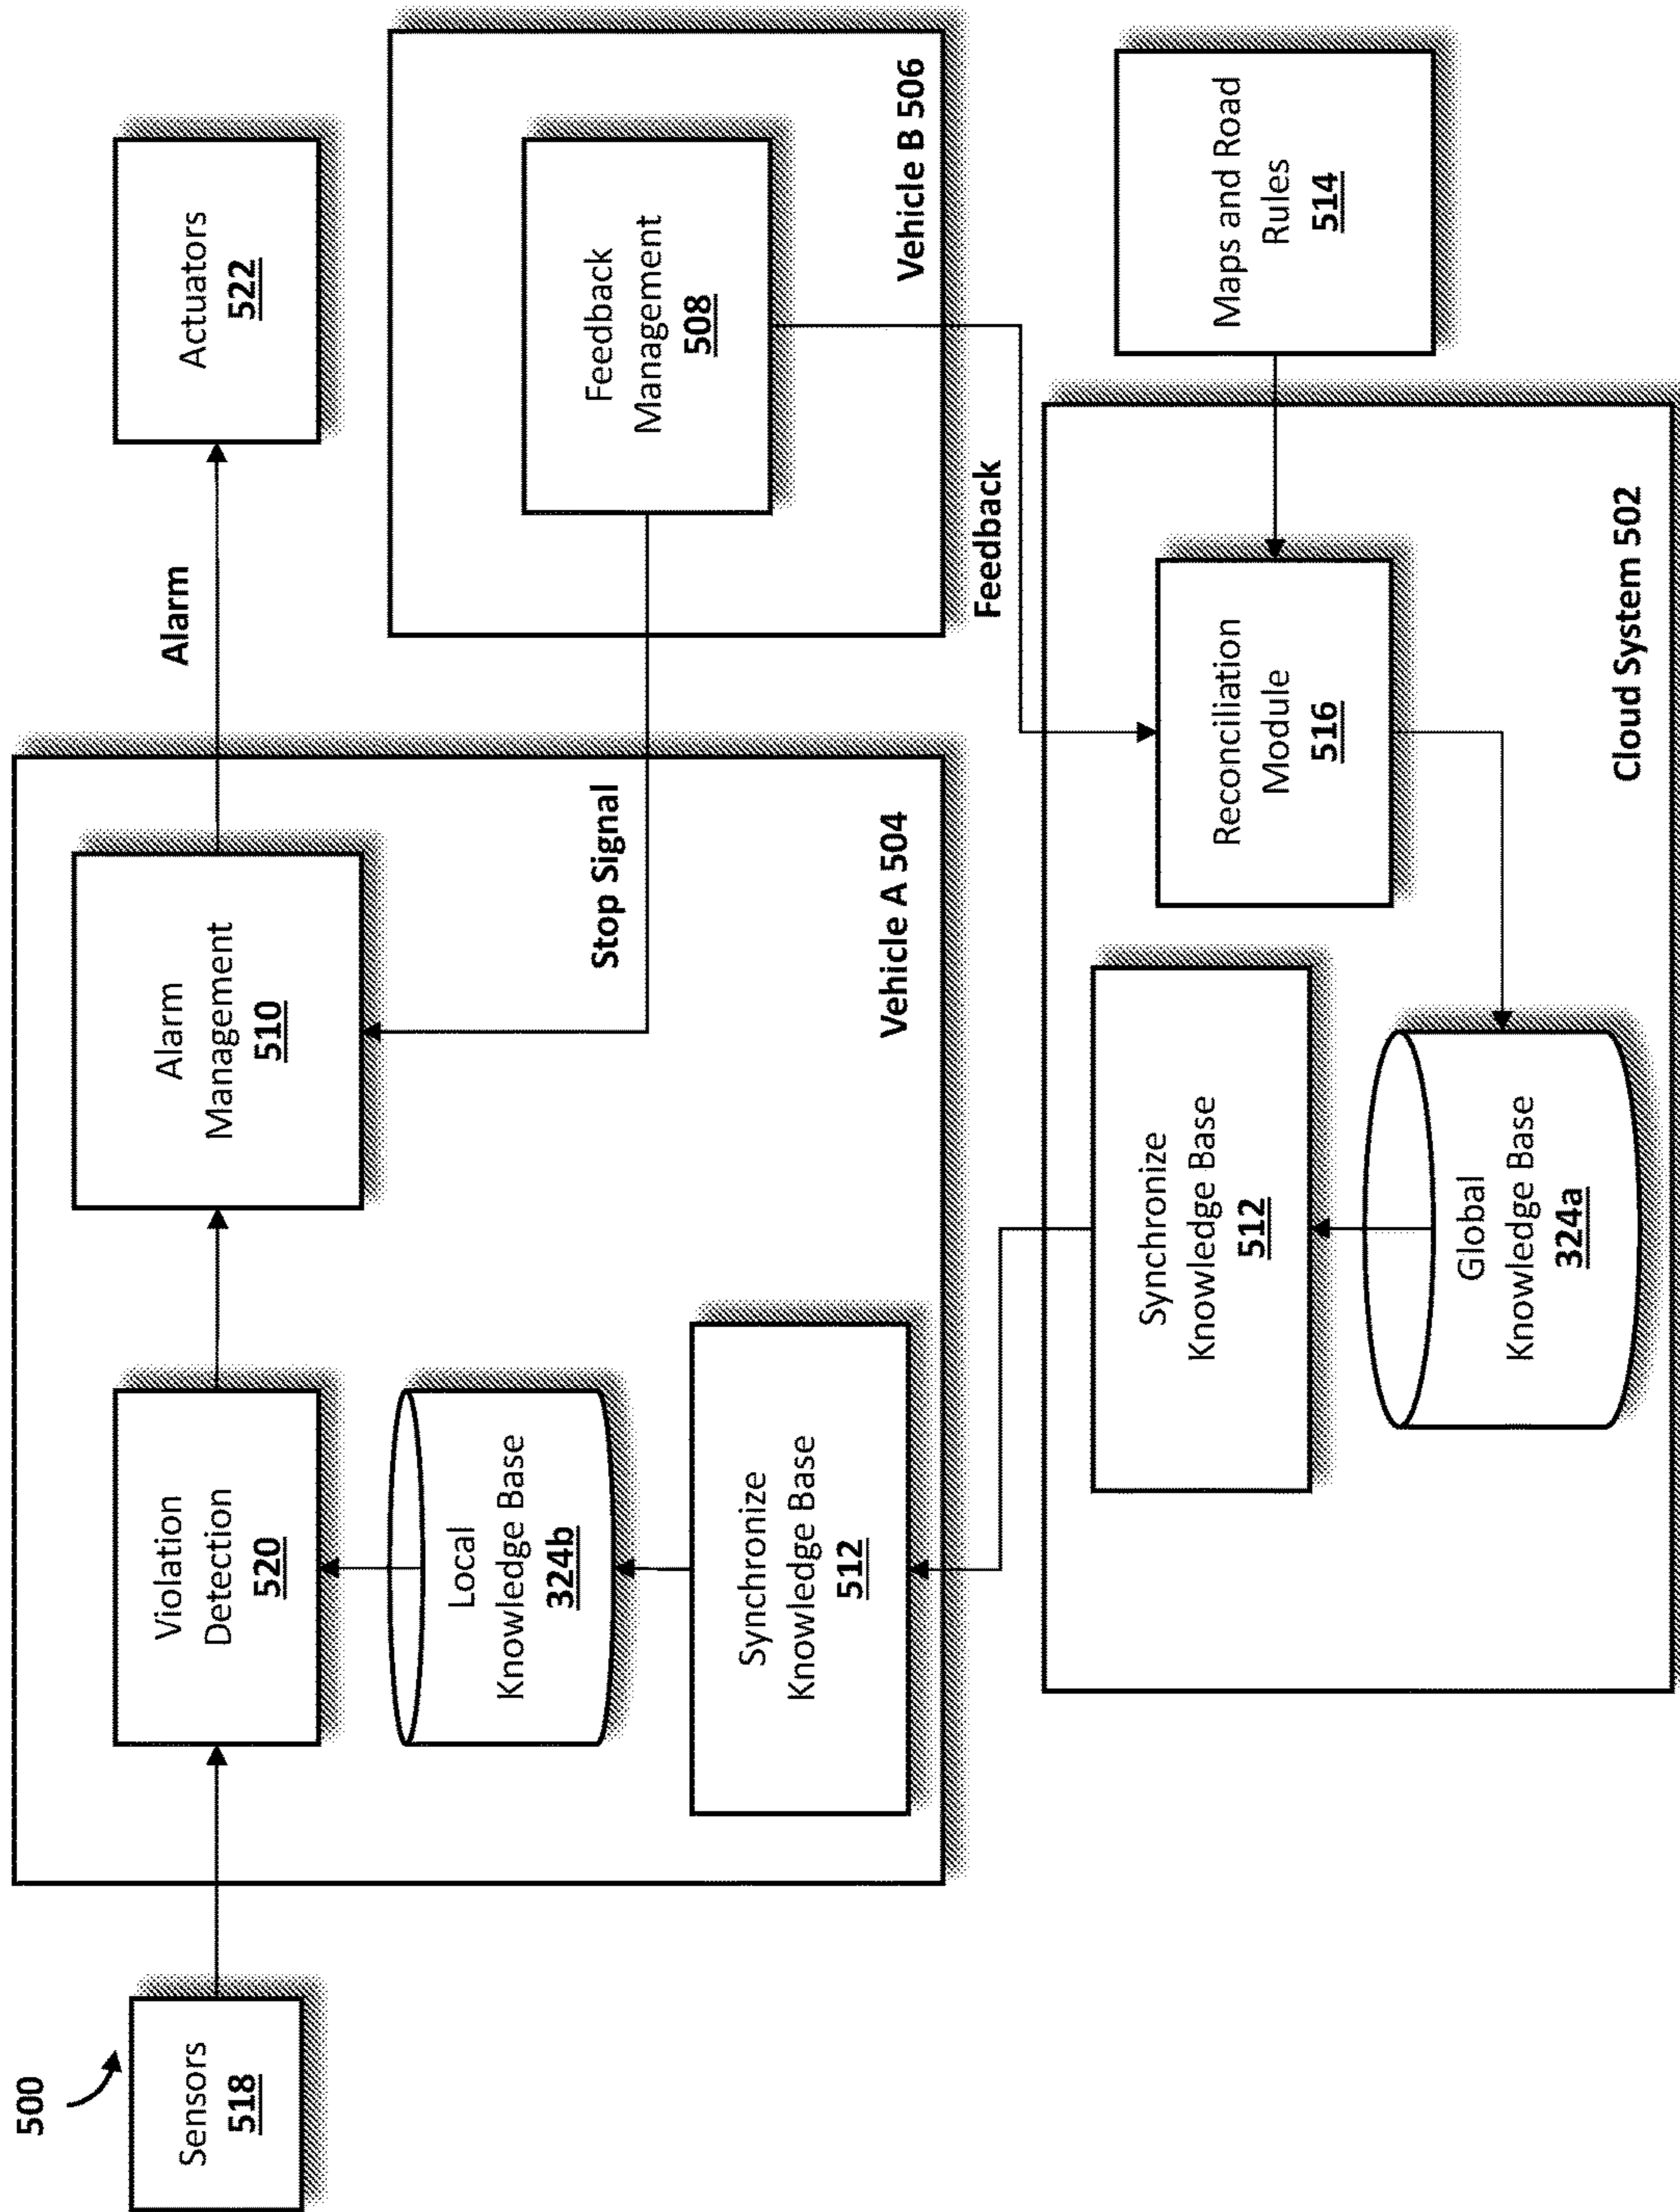 500
Sensors
518
Violation
Detection
520
Alarm
Management
510
Alarm
Actuators
522
Local
Knowledge Base
324b
Synchronize
Knowledge Base
512
Stop Signal
Vehicle A 504
Feedback
Management
508
Vehicle B 506
Feedback
Synchronize
Knowledge Base
512
Global
Knowledge Base
324a
Reconciliation
Module
516
Cloud System 502
Maps and Road
Rules
514